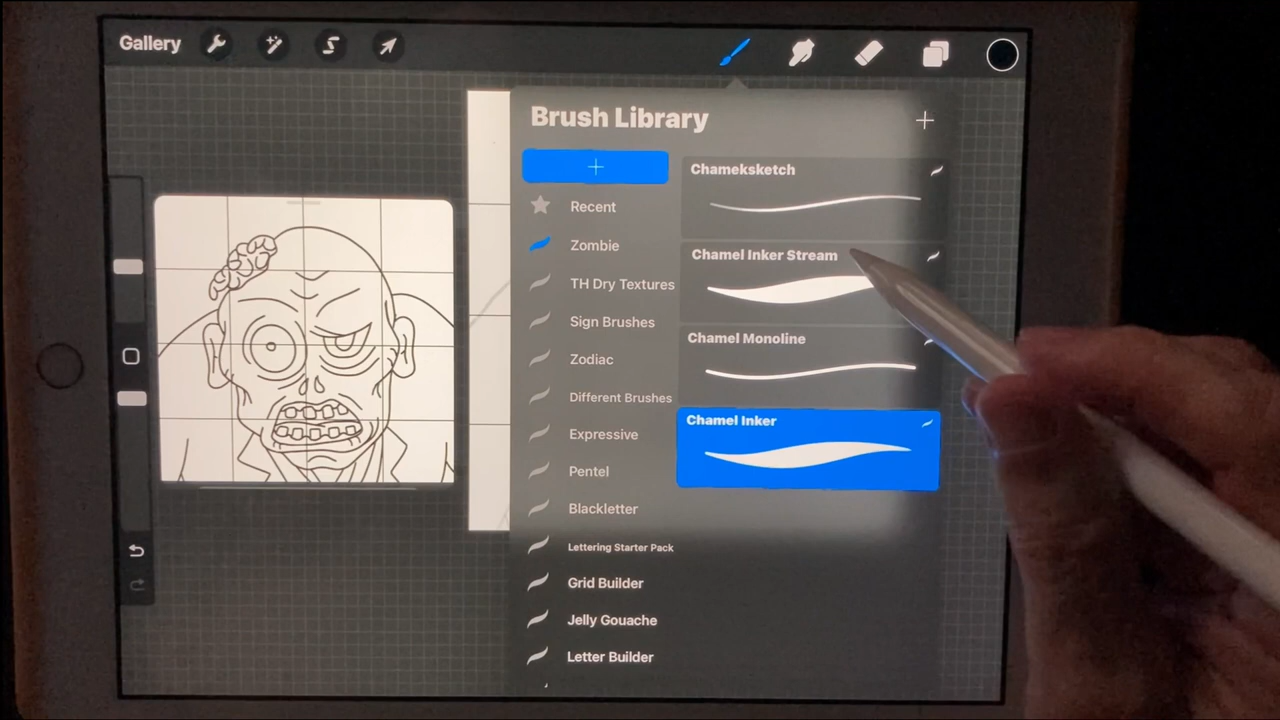 Gallery
Brush Library
Recent
Zombie
TH Dry Textures
Sign Brushes
Zodiac
Different Brushes
Expressive
Pentel
Blackletter
Lettering Starter Pack
Grid Builder
Jelly Gouache
Letter Builder
Chameksketch
Chamel Inker Stream
Chamel Monoline
Chamel Inker